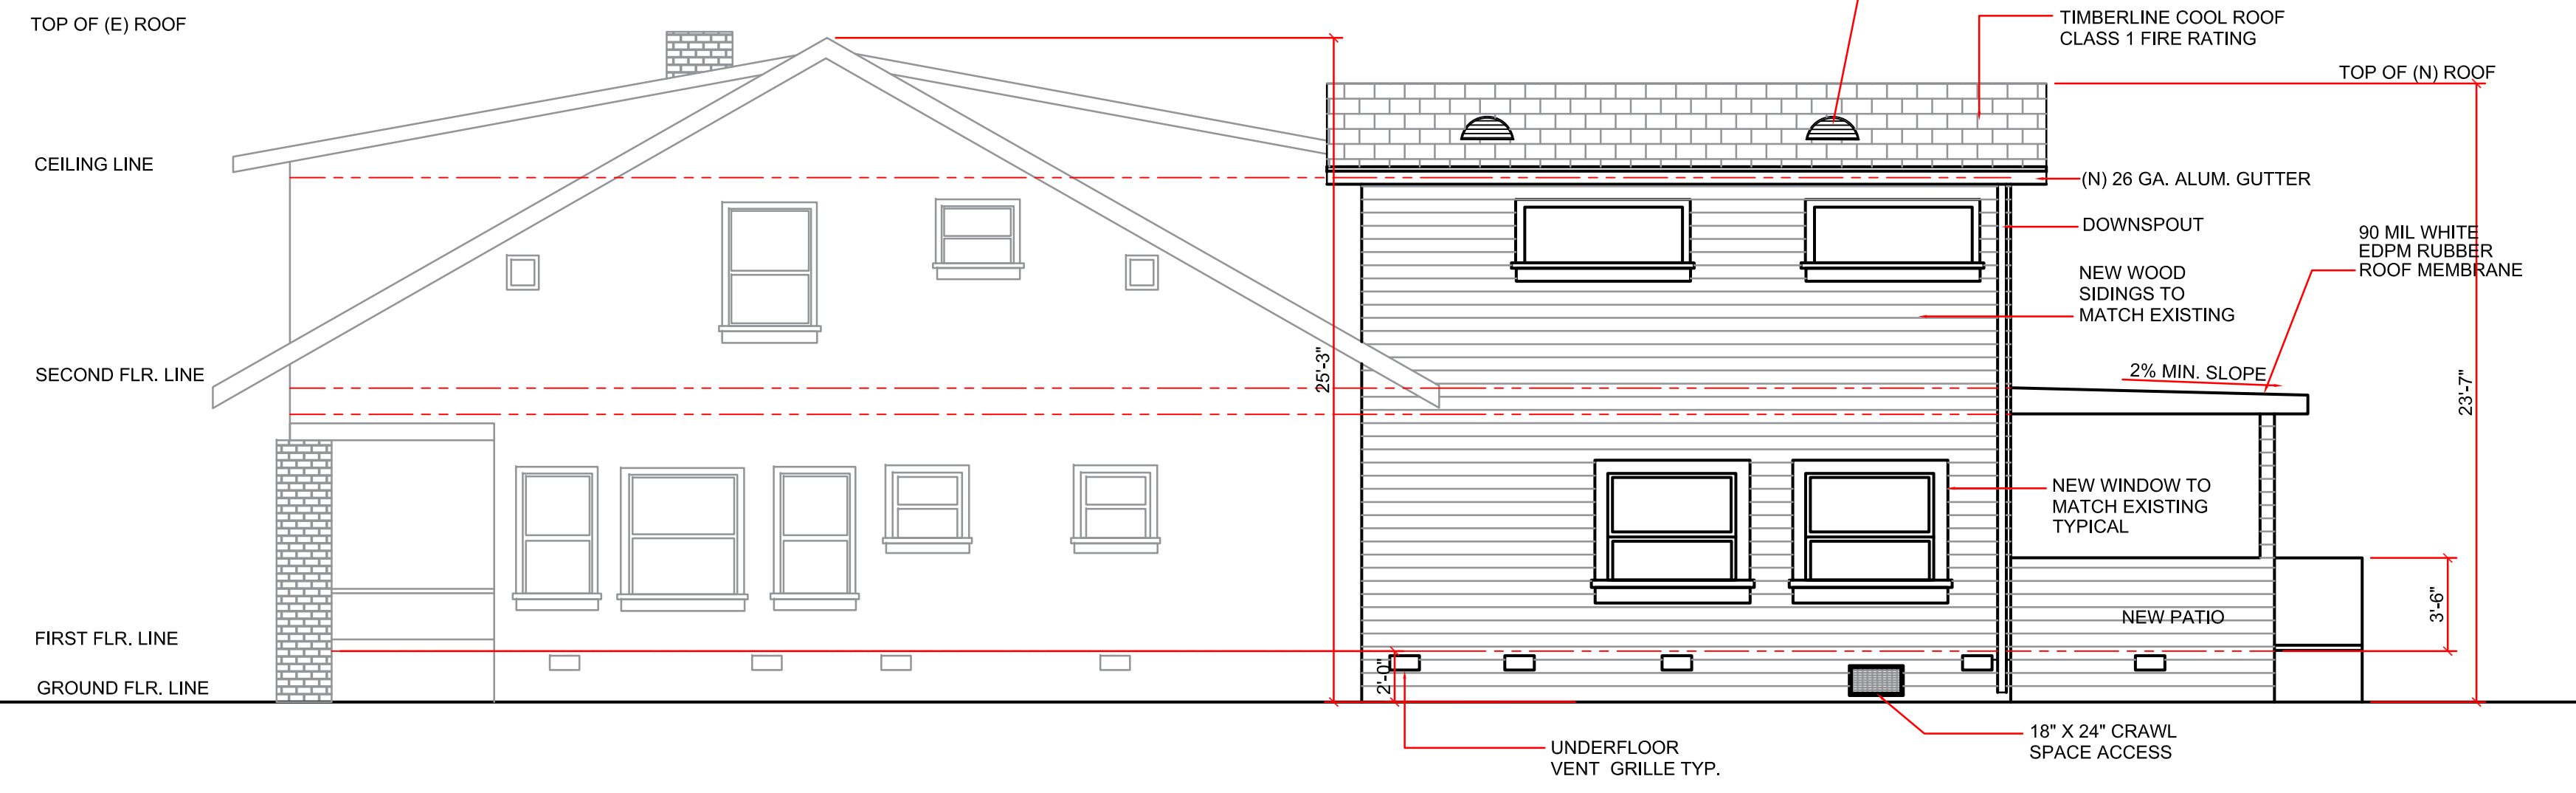 TOP OF (E) ROOF
TIMBERLINE COOL ROOF
CLASS 1 FIRE RATING
TOP OF (N) ROOF
CEILING LINE
(N) 26 GA. ALUM. GUTTER
DOWNSPOUT
90 MIL WHITE
EDPM RUBBER
ROOF MEMBRANE
NEW WOOD
SIDINGS TO
MATCH EXISTING
25'-3"
SECOND FLR. LINE
2% MIN. SLOPE
23'-7"
NEW WINDOW TO
MATCH EXISTING
TYPICAL
3'-6"
NEW PATIO
FIRST FLR. LINE
2'-0"
GROUND FLR. LINE
18" X 24" CRAWL
SPACE ACCESS
UNDERFLOOR
VENT GRILLE TYP.